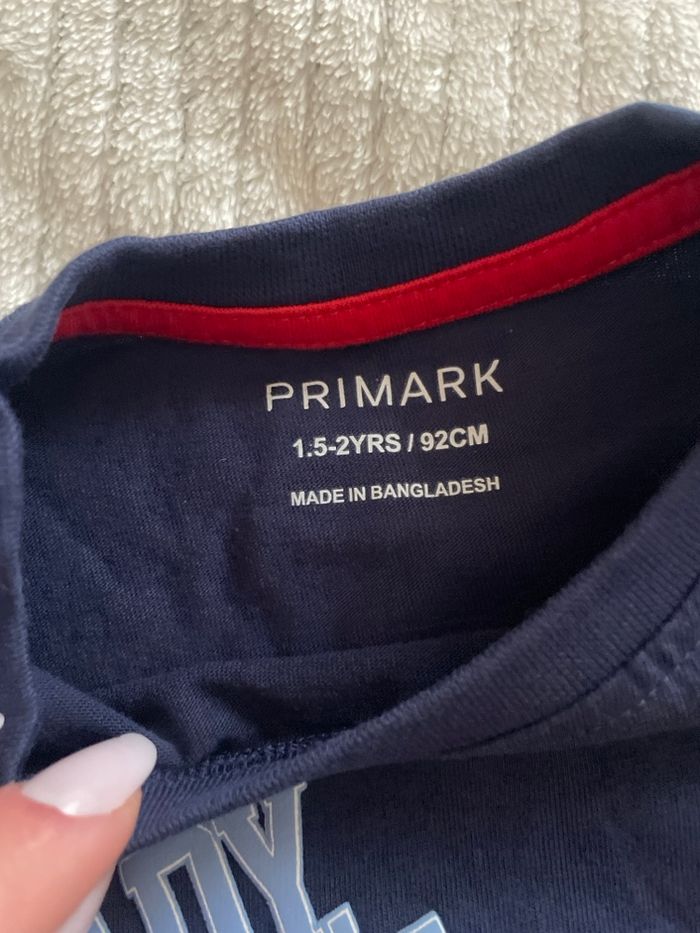 PRIMARK
1.5-2YRS / 92CM
MADE IN BANGLADESH